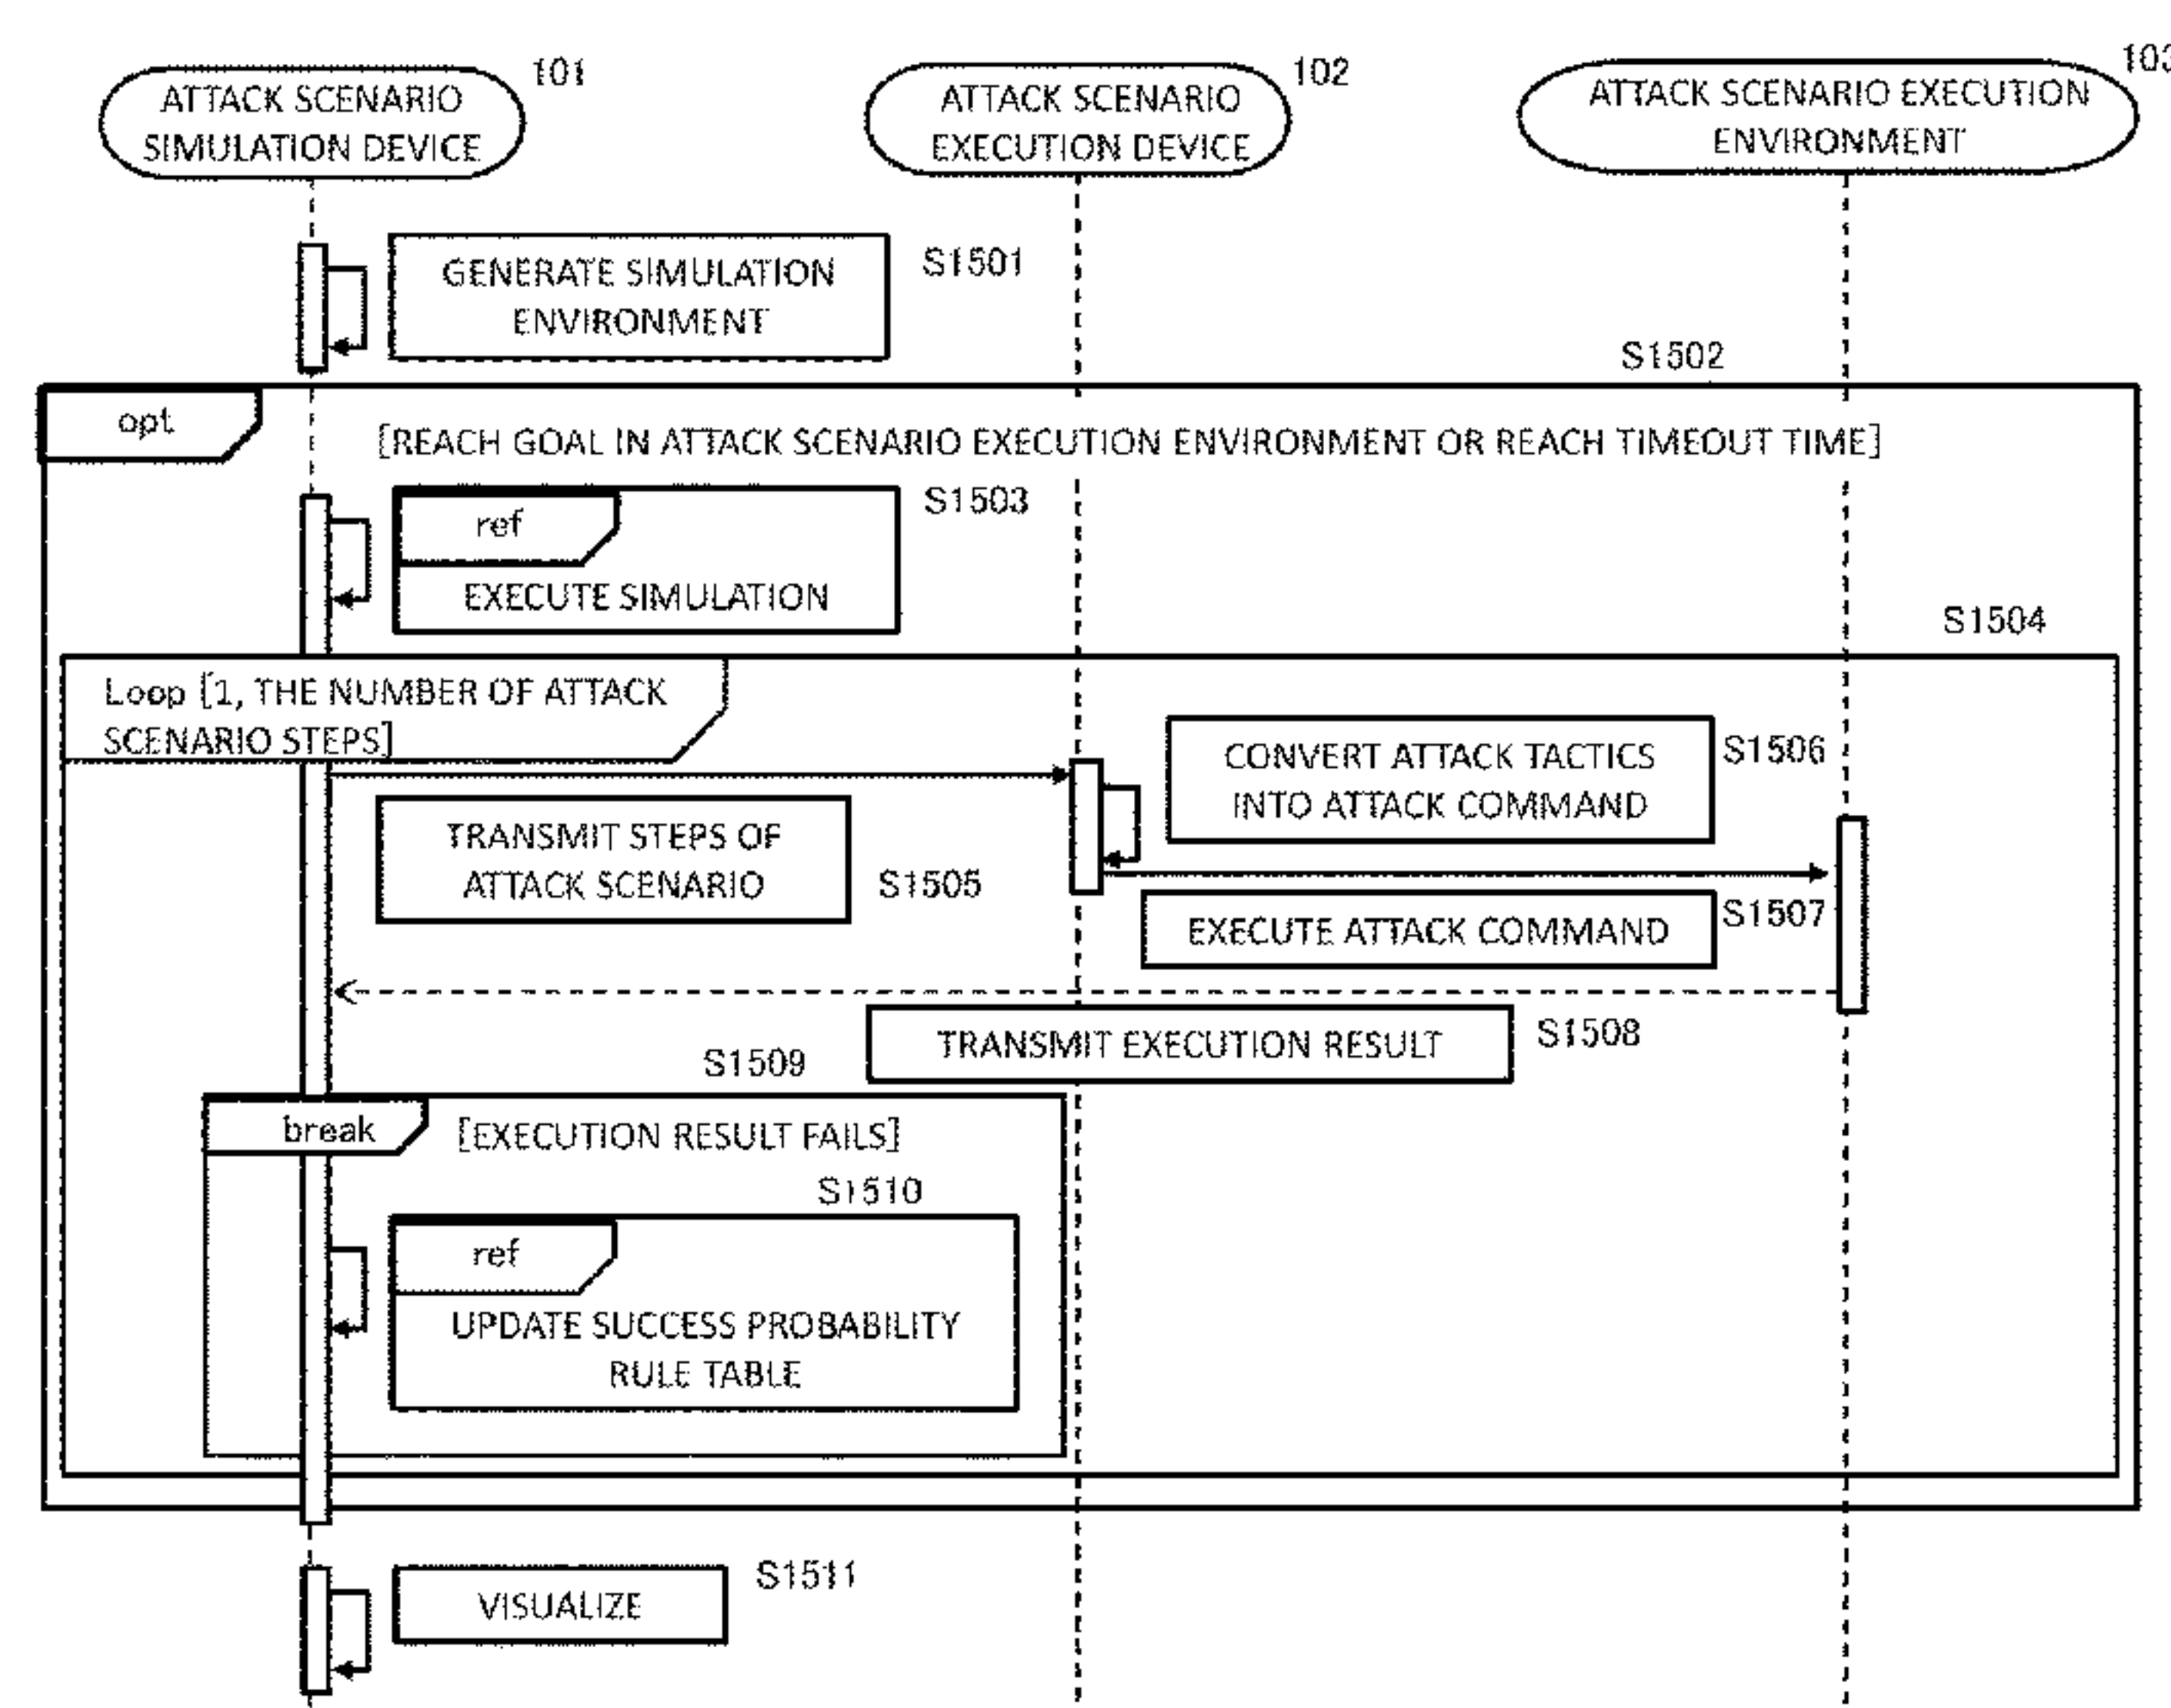 101
ATTACK SCENARIO
SIMULATION DEVICE
102
ATTACK SCENARIO
EXECUTION DEVICE
103
ATTACK SCENARIO EXECUTION
ENVIRONMENT
GENERATE SIMULATION
ENVIRONMENT
S1501
S1502
opt
[REACH GOAL IN ATTACK SCENARIO EXECUTION ENVIRONMENT OR REACH TIMEOUT TIME]
S1503
ref
EXECUTE SIMULATION
S1504
Loop [1, THE NUMBER OF ATTACK
SCENARIO STEPS]
CONVERT ATTACK TACTICS
INTO ATTACK COMMAND
S1506
TRANSMIT STEPS OF
ATTACK SCENARIO
S1505
EXECUTE ATTACK COMMAND
S1507
TRANSMIT EXECUTION RESULT
S1508
S1509
break
[EXECUTION RESULT FAILS]
S1510
ref
UPDATE SUCCESS PROBABILITY
RULE TABLE
VISUALIZE
S1511